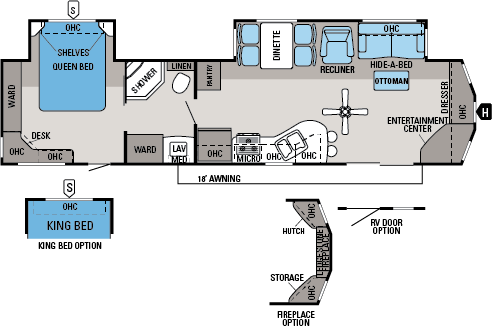 S
OHC
SHELVES
QUEEN BED
WARD
DESK
OHC
OHC
SHOWER
LINEN
PANTRY
DINETTE
RECLINER
OHC
HIDE-A-BED
OTTOMAN
DRESSER
OHC
H
ENTERTAINMENT
CENTER
WARD
LAV
MED
OHC
MICRO
OHC
OHC
18' AWNING
S
OHC
KING BED
KING BED OPTION
OHC
HUTCH
LEDGESTONE
FIREPLACE
STORAGE
OHC
FIREPLACE
OPTION
RV DOOR
OPTION